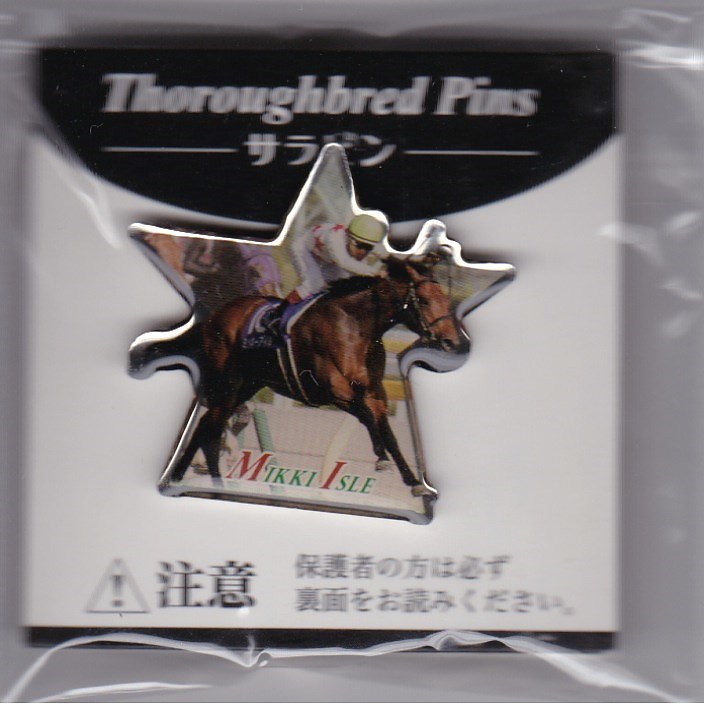 Thoroughbred Pins
サラピン
MIKKI ISLE
注意
保護者の方は必ず
裏面をお読みください。